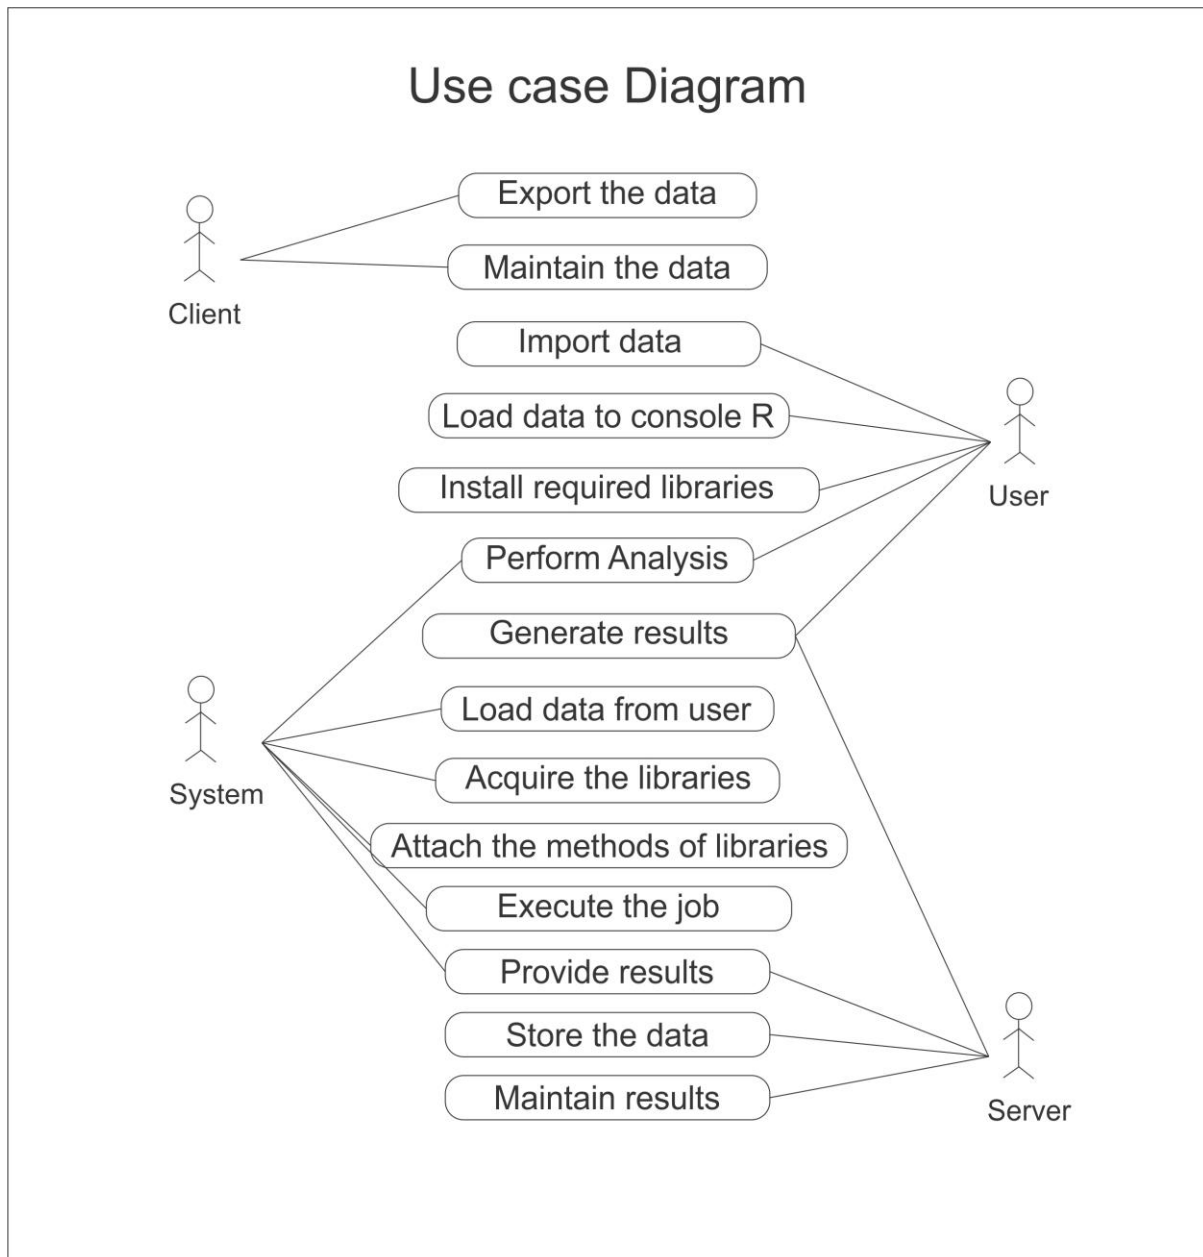 Use case Diagram
Export the data
Maintain the data
Client
Import data
Load data to console R
Install required libraries
User
Perform Analysis
Generate results
Load data from user
Acquire the libraries
System
Attach the methods of libraries
Execute the job
Provide results
Store the data
Maintain results
Server